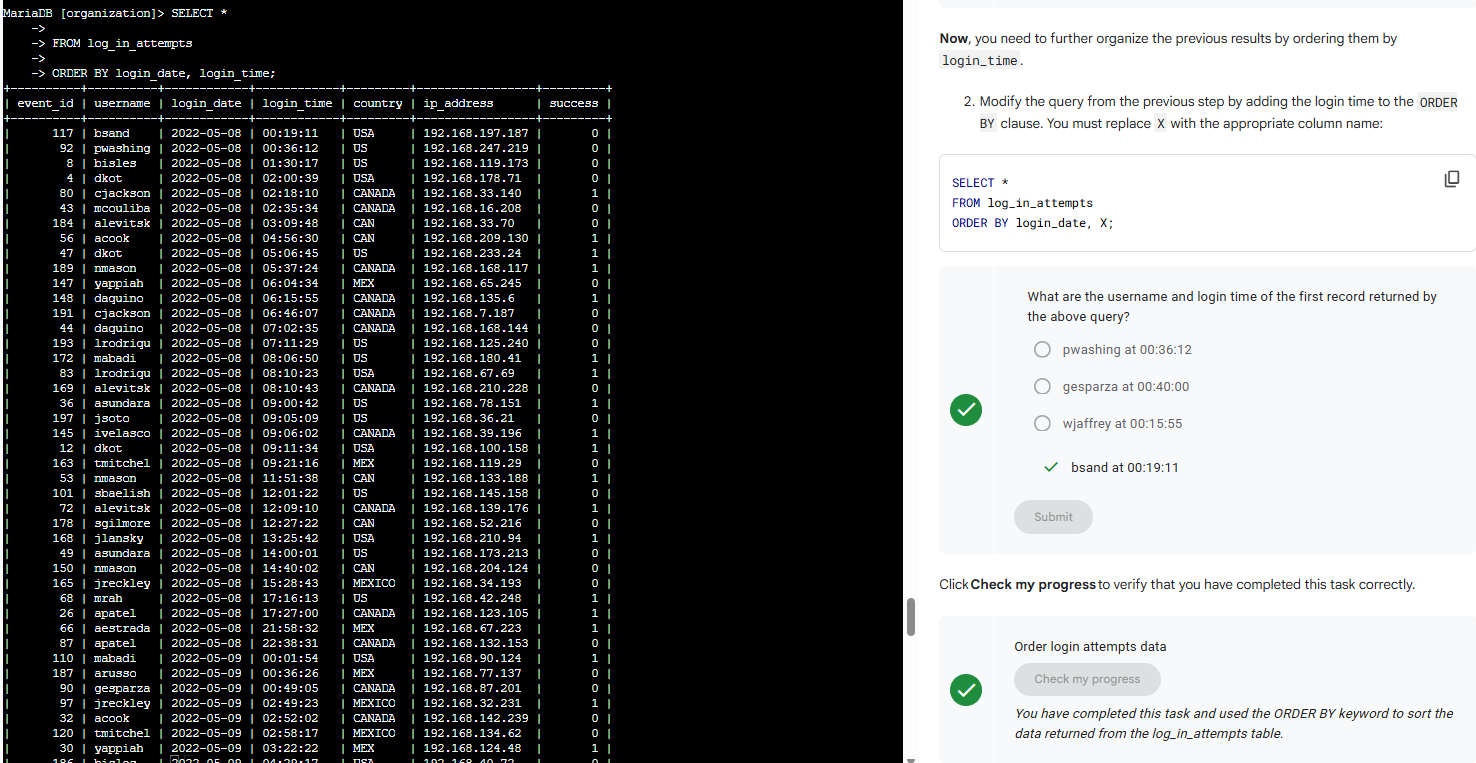 MariaDB [organization]> SELECT *
->
-> FROM log_in_attempts
->
-> ORDER BY login_date, login_time;
+----------+----------+------------+------------+---------+-----------------+---------+
| event_id | username | login_date | login_time | country | ip_address | success |
+----------+----------+------------+------------+---------+-----------------+---------+
| 117 | bsand | 2022-05-08 | 00:19:11 | USA | 192.168.197.187 | 0 |
| 92 | pwashing | 2022-05-08 | 00:36:12 | US | 192.168.247.219 | 0 |
| 8 | bisles | 2022-05-08 | 01:30:17 | US | 192.168.119.173 | 0 |
| 4 | dkot | 2022-05-08 | 02:00:39 | USA | 192.168.178.71 | 0 |
| 80 | cjackson | 2022-05-08 | 02:18:10 | CANADA | 192.168.33.140 | 1 |
| 43 | mcouliba | 2022-05-08 | 02:35:34 | CANADA | 192.168.16.208 | 0 |
| 184 | alevitsk | 2022-05-08 | 03:09:48 | CAN | 192.168.33.70 | 0 |
| 56 | acook | 2022-05-08 | 04:56:30 | CAN | 192.168.209.130 | 1 |
| 47 | dkot | 2022-05-08 | 05:06:45 | US | 192.168.233.24 | 1 |
| 189 | nmason | 2022-05-08 | 05:37:24 | CANADA | 192.168.168.117 | 1 |
| 147 | yappiah | 2022-05-08 | 06:04:34 | MEX | 192.168.65.245 | 0 |
| 148 | daquino | 2022-05-08 | 06:15:55 | CANADA | 192.168.135.6 | 1 |
| 191 | cjackson | 2022-05-08 | 06:46:07 | CANADA | 192.168.7.187 | 0 |
| 44 | daquino | 2022-05-08 | 07:02:35 | CANADA | 192.168.168.144 | 0 |
| 193 | lrodriqu | 2022-05-08 | 07:11:29 | US | 192.168.125.240 | 0 |
| 172 | mabadi | 2022-05-08 | 08:06:50 | US | 192.168.180.41 | 1 |
| 83 | lrodriqu | 2022-05-08 | 08:10:23 | USA | 192.168.67.69 | 1 |
| 169 | alevitsk | 2022-05-08 | 08:10:43 | CANADA | 192.168.210.228 | 0 |
| 36 | asundara | 2022-05-08 | 09:00:42 | US | 192.168.78.151 | 1 |
| 197 | jsoto | 2022-05-08 | 09:05:09 | US | 192.168.36.21 | 0 |
| 145 | ivelasco | 2022-05-08 | 09:06:02 | CANADA | 192.168.39.196 | 1 |
| 12 | dkot | 2022-05-08 | 09:11:34 | USA | 192.168.100.158 | 1 |
| 163 | tmitchel | 2022-05-08 | 09:21:16 | MEX | 192.168.119.29 | 0 |
| 53 | nmason | 2022-05-08 | 11:51:38 | CAN | 192.168.133.188 | 1 |
| 101 | sbaelish | 2022-05-08 | 12:01:22 | US | 192.168.145.158 | 0 |
| 72 | alevitsk | 2022-05-08 | 12:09:10 | CANADA | 192.168.139.176 | 1 |
| 178 | sgilmore | 2022-05-08 | 12:27:22 | CAN | 192.168.52.216 | 0 |
| 168 | jlansky | 2022-05-08 | 13:25:42 | USA | 192.168.210.94 | 1 |
| 49 | asundara | 2022-05-08 | 14:00:01 | US | 192.168.173.213 | 0 |
| 150 | nmason | 2022-05-08 | 14:40:02 | CAN | 192.168.204.124 | 0 |
| 165 | jreckley | 2022-05-08 | 15:28:43 | MEXICO | 192.168.34.193 | 0 |
| 68 | mrah | 2022-05-08 | 17:16:13 | US | 192.168.42.248 | 1 |
| 26 | apatel | 2022-05-08 | 17:27:00 | CANADA | 192.168.123.105 | 1 |
| 66 | aestrada | 2022-05-08 | 21:58:32 | MEX | 192.168.67.223 | 1 |
| 87 | apatel | 2022-05-08 | 22:38:31 | CANADA | 192.168.132.153 | 0 |
| 110 | mabadi | 2022-05-09 | 00:01:54 | USA | 192.168.90.124 | 1 |
| 187 | arusso | 2022-05-09 | 00:36:26 | MEX | 192.168.77.137 | 0 |
| 90 | gesparza | 2022-05-09 | 00:49:05 | CANADA | 192.168.87.201 | 0 |
| 97 | jreckley | 2022-05-09 | 02:49:23 | MEXICO | 192.168.32.231 | 1 |
| 32 | acook | 2022-05-09 | 02:52:02 | CANADA | 192.168.142.239 | 0 |
| 120 | tmitchel | 2022-05-09 | 02:58:17 | MEXICO | 192.168.134.62 | 0 |
| 30 | yappiah | 2022-05-09 | 03:22:22 | MEX | 192.168.124.48 | 1 |
Now, you need to further organize the previous results by ordering them by
login_time.
2. Modify the query from the previous step by adding the login time to the ORDER
BY clause. You must replace X with the appropriate column name:
SELECT *
FROM log_in_attempts
ORDER BY login_date, X;
What are the username and login time of the first record returned by
the above query?
pwashing at 00:36:12
gesparza at 00:40:00
wjaffrey at 00:15:55
bsand at 00:19:11
Submit
Click Check my progress to verify that you have completed this task correctly.
Order login attempts data
Check my progress
You have completed this task and used the ORDER BY keyword to sort the
data returned from the log_in_attempts table.